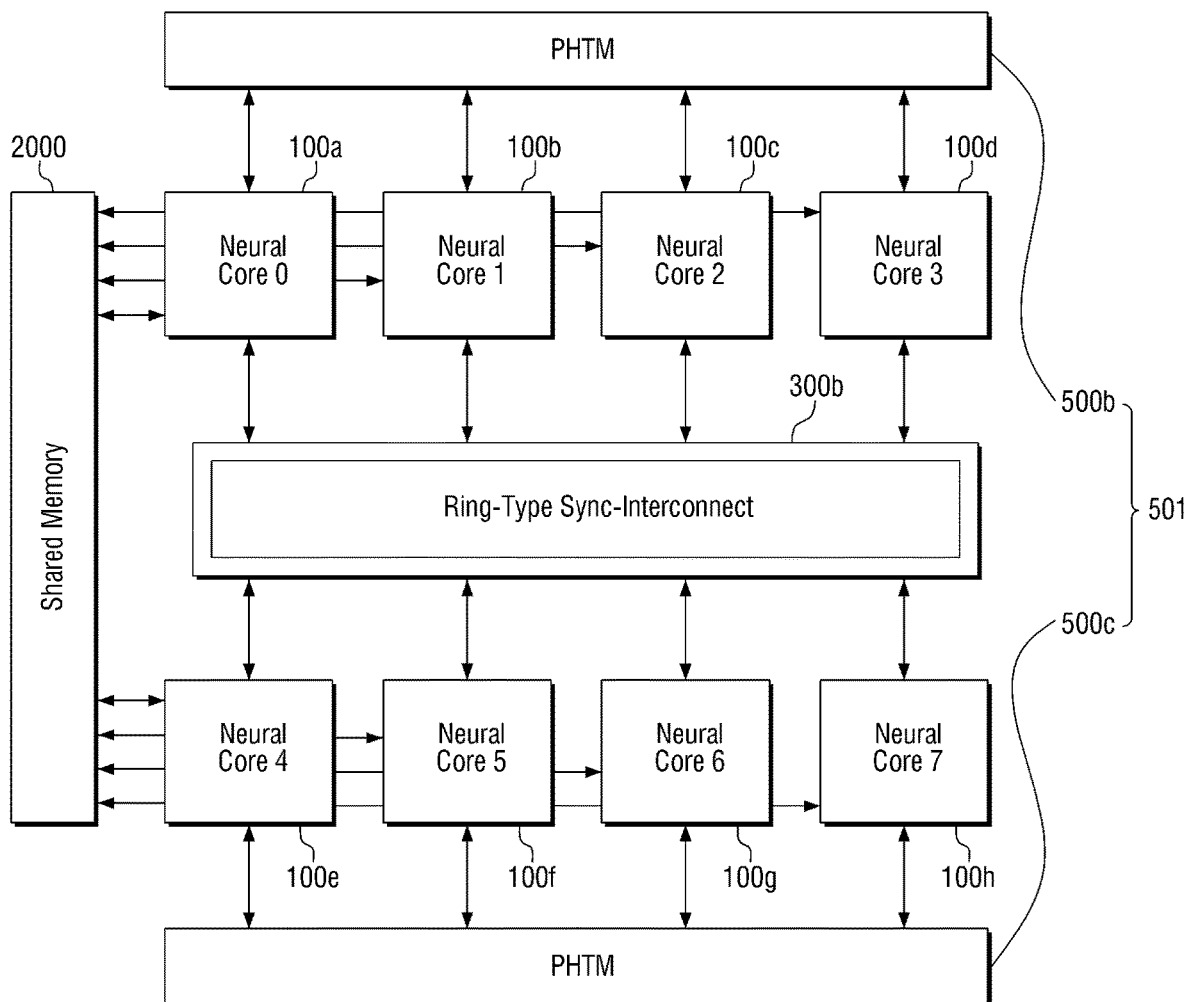 PHTM
2000
100a
100b
100c
100d
Neural
Core 0
Neural
Core 1
Neural
Core 2
Neural
Core 3
Shared Memory
300b
500b
Ring-Type Sync-Interconnect
501
500c
Neural
Core 4
Neural
Core 5
Neural
Core 6
Neural
Core 7
100e
100f
100g
100h
PHTM